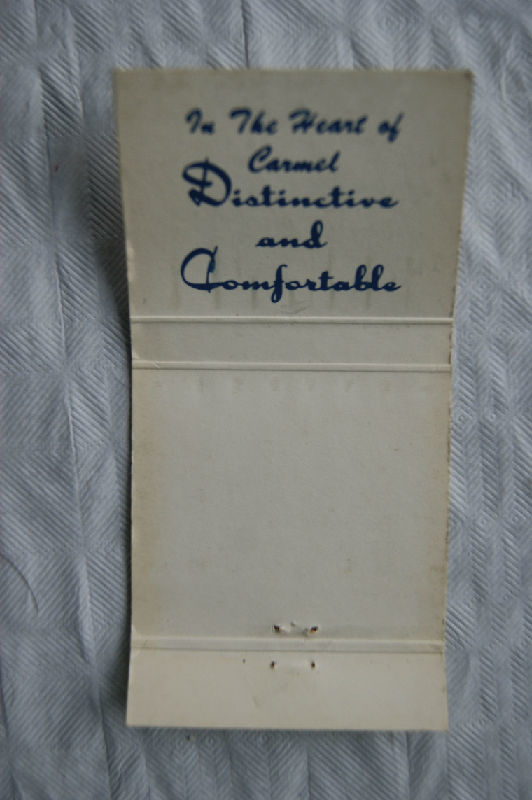 In The Heart of
Carmel
Distinctive
and
Comfortable